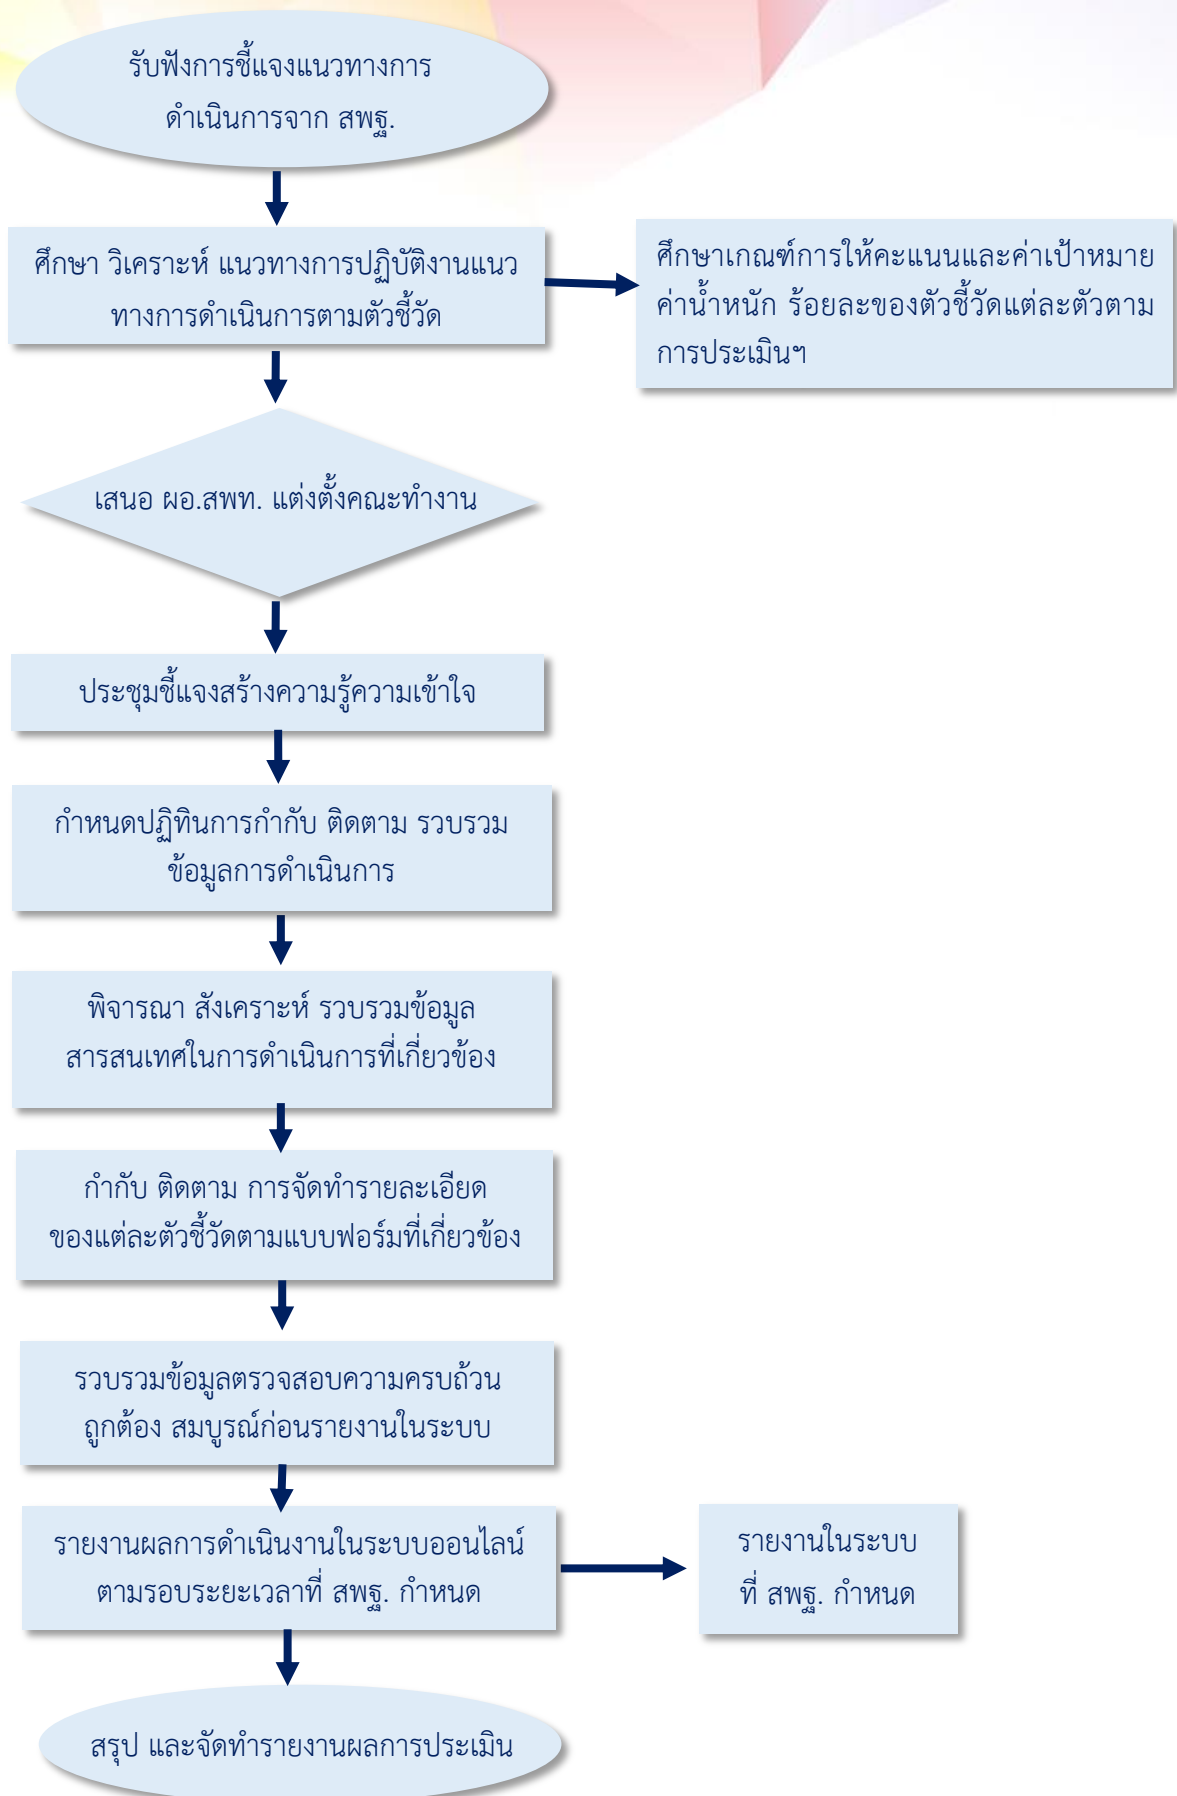 รับฟังการชี้แจงแนวทางการ
ดำเนินการจาก สพฐ.
ศึกษา วิเคราะห์ แนวทางการปฏิบัติงานแนว
ทางการดำเนินการตามตัวชี้วัด
ศึกษาเกณฑ์การให้คะแนนและค่าเป้าหมาย
ค่าน้ำหนัก ร้อยละของตัวชี้วัดแต่ละตัวตาม
การประเมินฯ
เสนอ ผอ.สพท. แต่งตั้งคณะทำงาน
ประชุมชี้แจงสร้างความรู้ความเข้าใจ
กำหนดปฏิทินการกำกับ ติดตาม รวบรวม
ข้อมูลการดำเนินการ
พิจารณา สังเคราะห์ รวบรวมข้อมูล
สารสนเทศในการดำเนินการที่เกี่ยวข้อง
กำกับ ติดตาม การจัดทำรายละเอียด
ของแต่ละตัวชี้วัดตามแบบฟอร์มที่เกี่ยวข้อง
รวบรวมข้อมูลตรวจสอบความครบถ้วน
ถูกต้อง สมบูรณ์ก่อนรายงานในระบบ
รายงานผลการดำเนินงานในระบบออนไลน์
ตามรอบระยะเวลาที่ สพฐ. กำหนด
รายงานในระบบ
ที่ สพฐ. กำหนด
สรุป และจัดทำรายงานผลการประเมิน